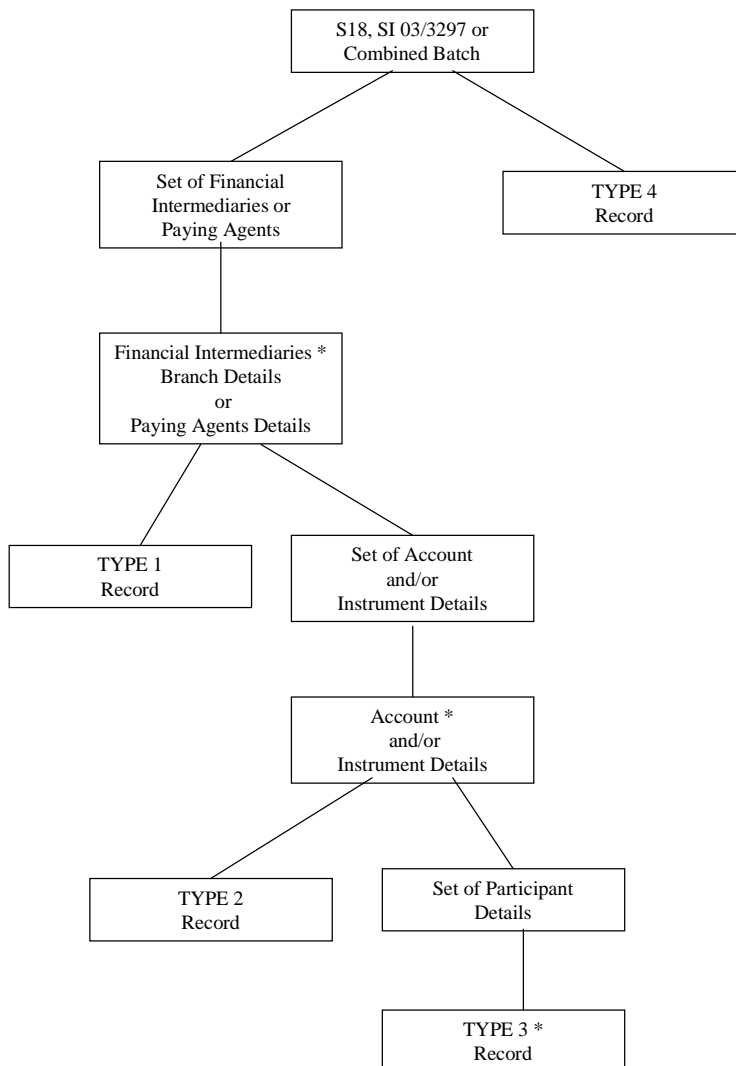 S18, SI 03/3297 or
Combined Batch
Set of Financial
Intermediaries or
Paying Agents
TYPE 4
Record
Financial Intermediaries *
Branch Details
or
Paying Agents Details
TYPE 1
Record
Set of Account
and/or
Instrument Details
Account *
and/or
Instrument Details
TYPE 2
Record
Set of Participant
Details
TYPE 3 *
Record